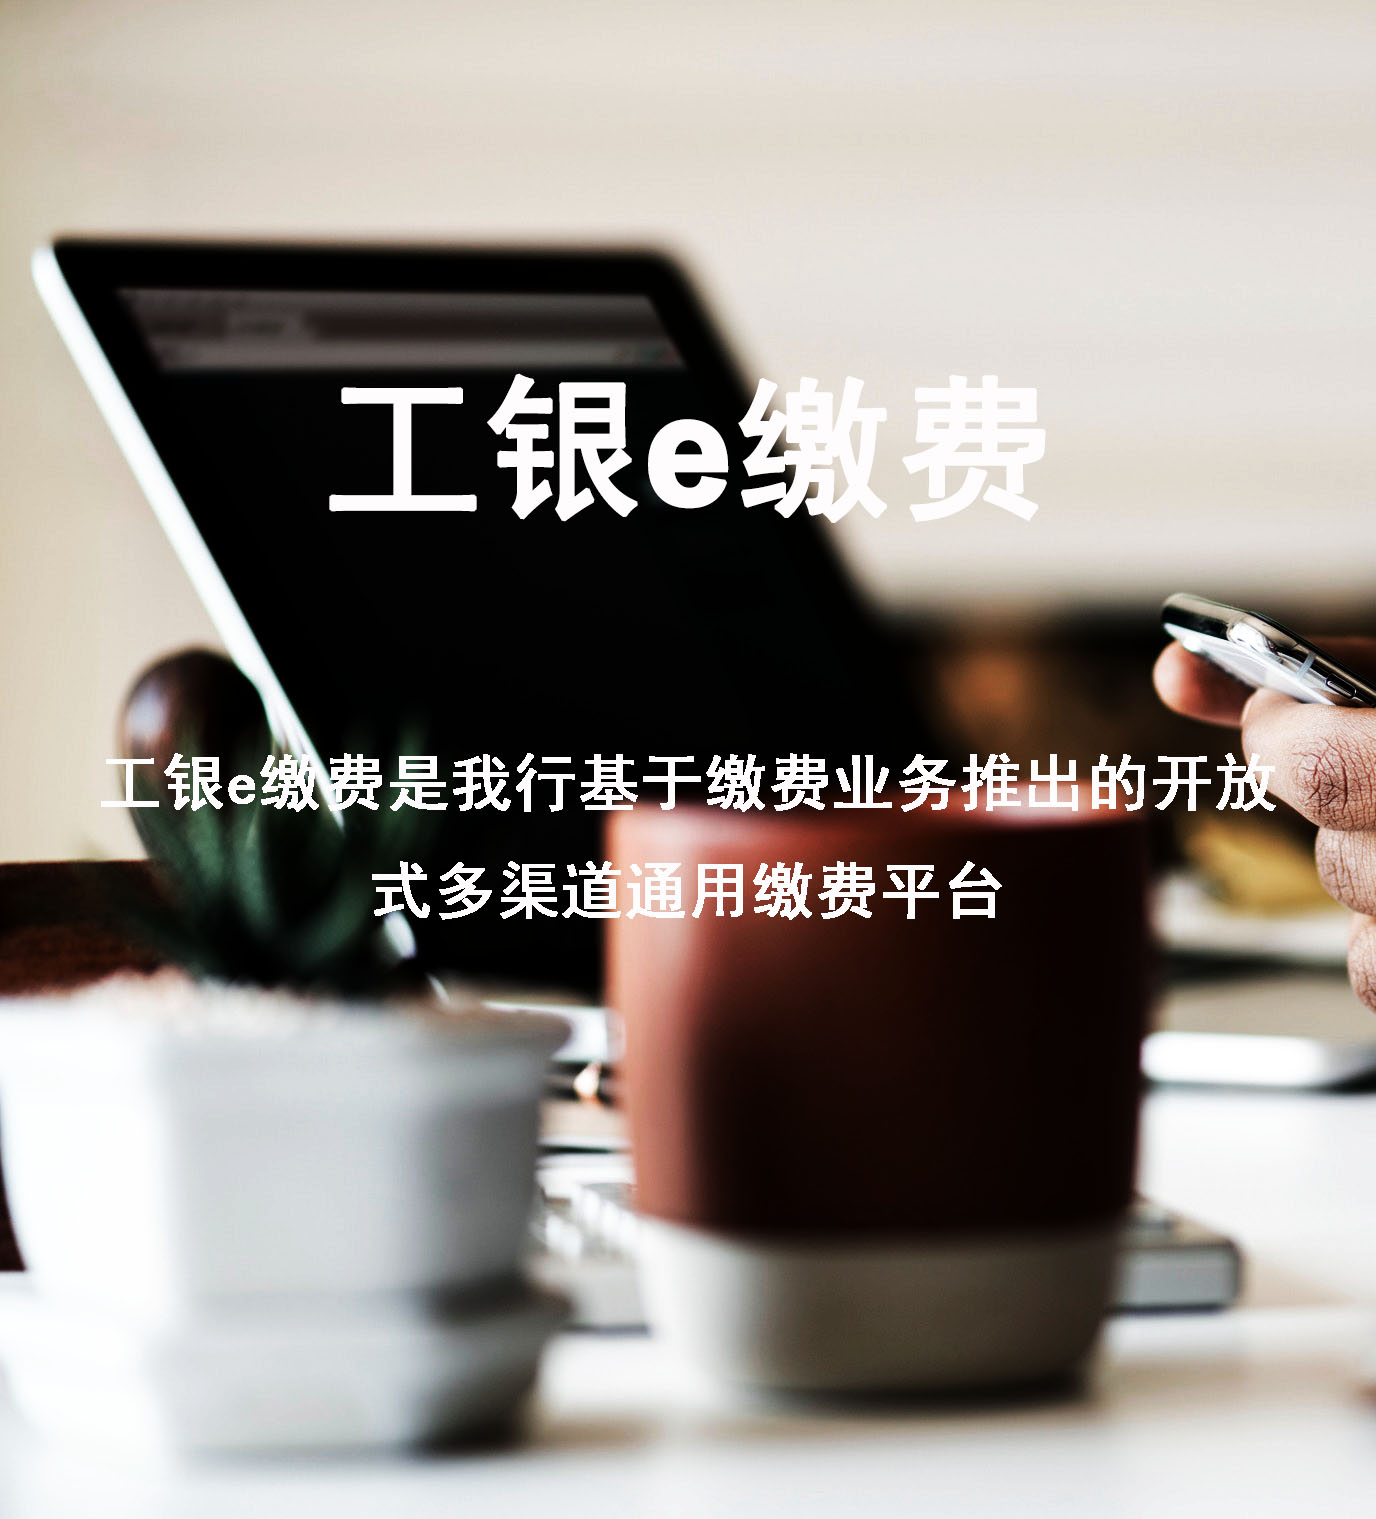 工银e缴费
工银e缴费是我行基于缴费业务推出的开放
式多渠道通用缴费平台